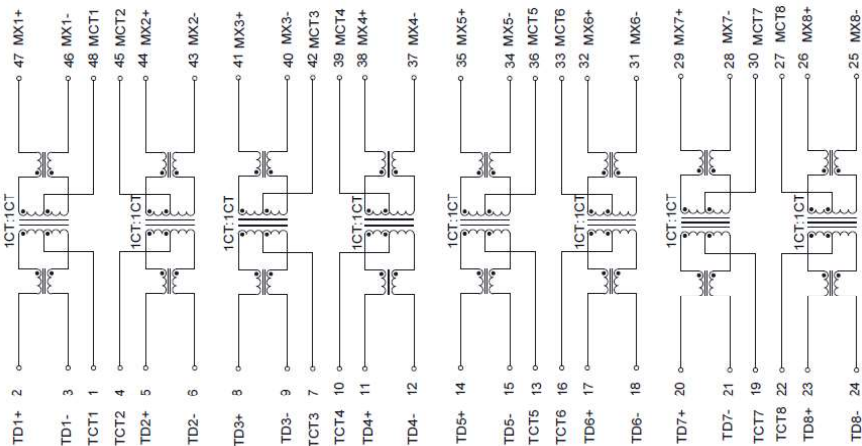 47 MX1+
46 MX1-
48 MCT1
45 MCT2
44 MX2+
43 MX2-
41 MX3+
40 MX3-
42 MCT3
39 MCT4
38 MX4+
37 MX4-
35 MX5+
34 MX5-
36 MCT5
33 MCT6
32 MX6+
31 MX6-
29 MX7+
28 MX7-
30 MCT7
27 MCT8
26 MX8+
25 MX8-
1CT:1CT
1CT:1CT
1CT:1CT
1CT:1CT
1CT:1CT
1CT:1CT
1CT:1CT
1CT:1CT
TD1+ 2
TD1- 3
TCT1 1
TCT2 4
TD2+ 5
TD2- 6
TD3+ 8
TD3- 9
TCT3 7
TCT4 10
TD4+ 11
TD4- 12
TD5+ 14
TD5- 15
TCT5 13
TCT6 16
TD6+ 17
TD6- 18
TD7+ 20
TD7- 21
TCT7 19
TCT8 22
TD8+ 23
TD8- 24